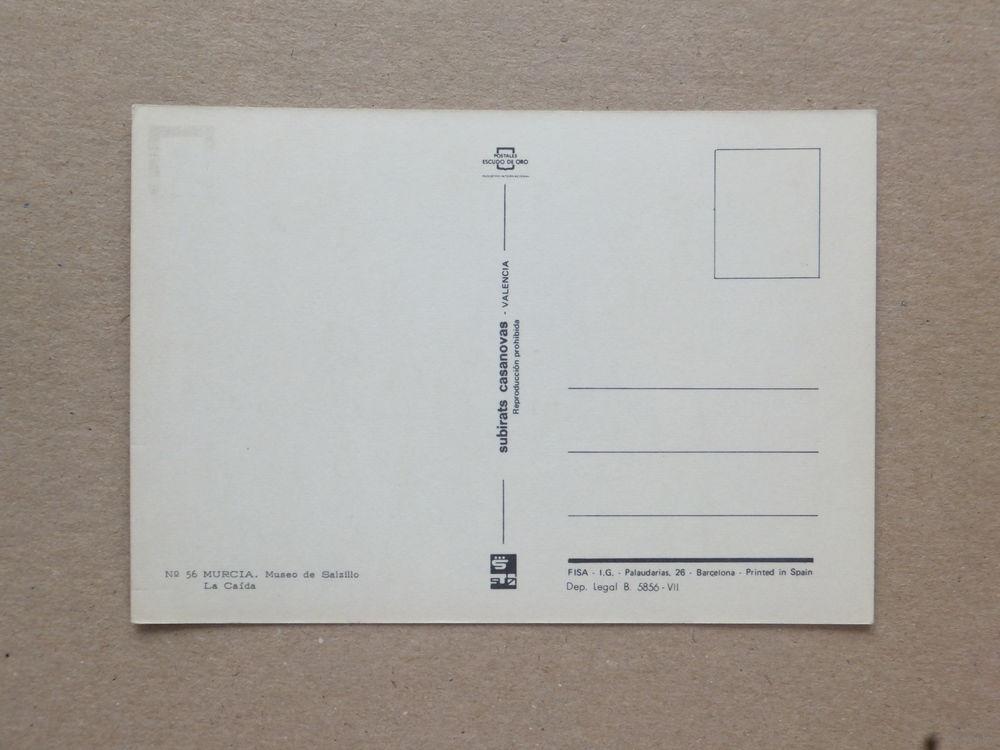 Nº 56 MURCIA. Museo de Salzillo
La Caída
POSTALES
ESCUDO DE ORO
subirats casanovas - VALENCIA
Reproducción prohibida
FISA - I.G. - Palaudarias, 26 - Barcelona - Printed in Spain
Dep. Legal B. 5856 - VII